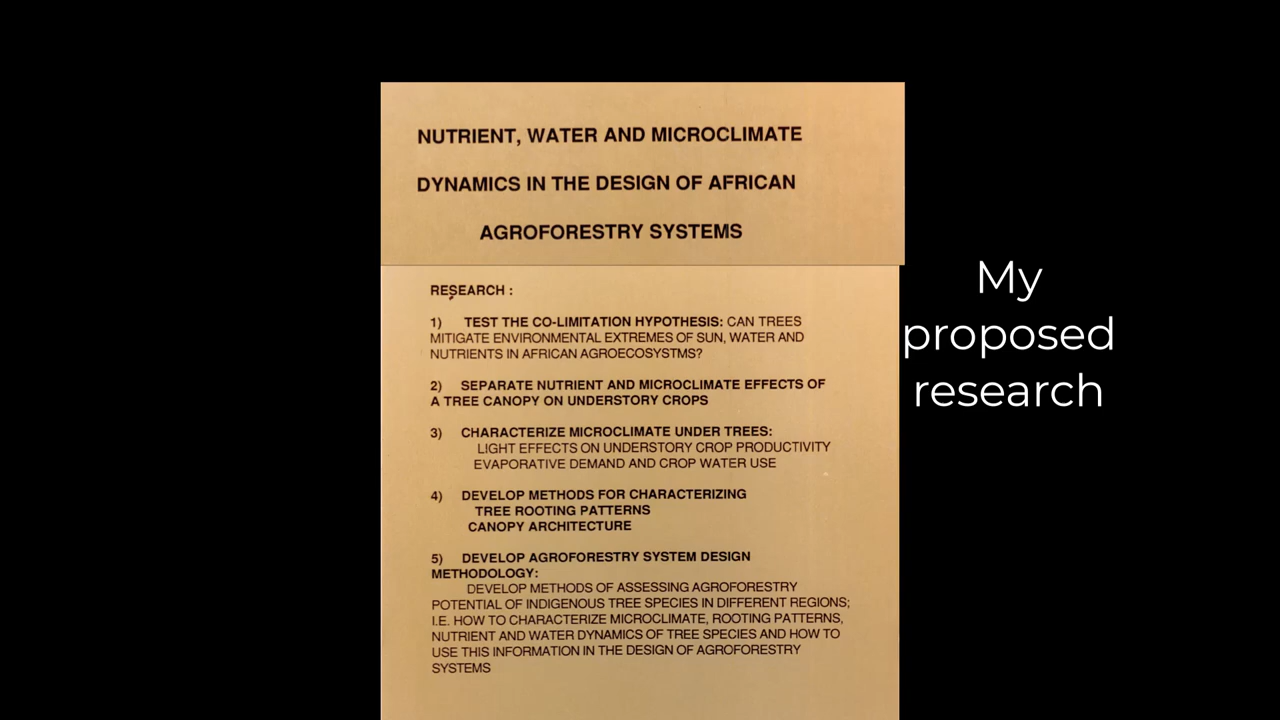 NUTRIENT, WATER AND MICROCLIMATE
DYNAMICS IN THE DESIGN OF AFRICAN
AGROFORESTRY SYSTEMS
RESEARCH :
1) TEST THE CO-LIMITATION HYPOTHESIS: CAN TREES
MITIGATE ENVIRONMENTAL EXTREMES OF SUN, WATER AND
NUTRIENTS IN AFRICAN AGROECOSYSTMS?
2) SEPARATE NUTRIENT AND MICROCLIMATE EFFECTS OF
A TREE CANOPY ON UNDERSTORY CROPS
3) CHARACTERIZE MICROCLIMATE UNDER TREES:
LIGHT EFFECTS ON UNDERSTORY CROP PRODUCTIVITY
EVAPORATIVE DEMAND AND CROP WATER USE
4) DEVELOP METHODS FOR CHARACTERIZING
TREE ROOTING PATTERNS
CANOPY ARCHITECTURE
5) DEVELOP AGROFORESTRY SYSTEM DESIGN
METHODOLOGY:
DEVELOP METHODS OF ASSESSING AGROFORESTRY
POTENTIAL OF INDIGENOUS TREE SPECIES IN DIFFERENT REGIONS;
I.E. HOW TO CHARACTERIZE MICROCLIMATE, ROOTING PATTERNS,
NUTRIENT AND WATER DYNAMICS OF TREE SPECIES AND HOW TO
USE THIS INFORMATION IN THE DESIGN OF AGROFORESTRY
SYSTEMS
My
proposed
research